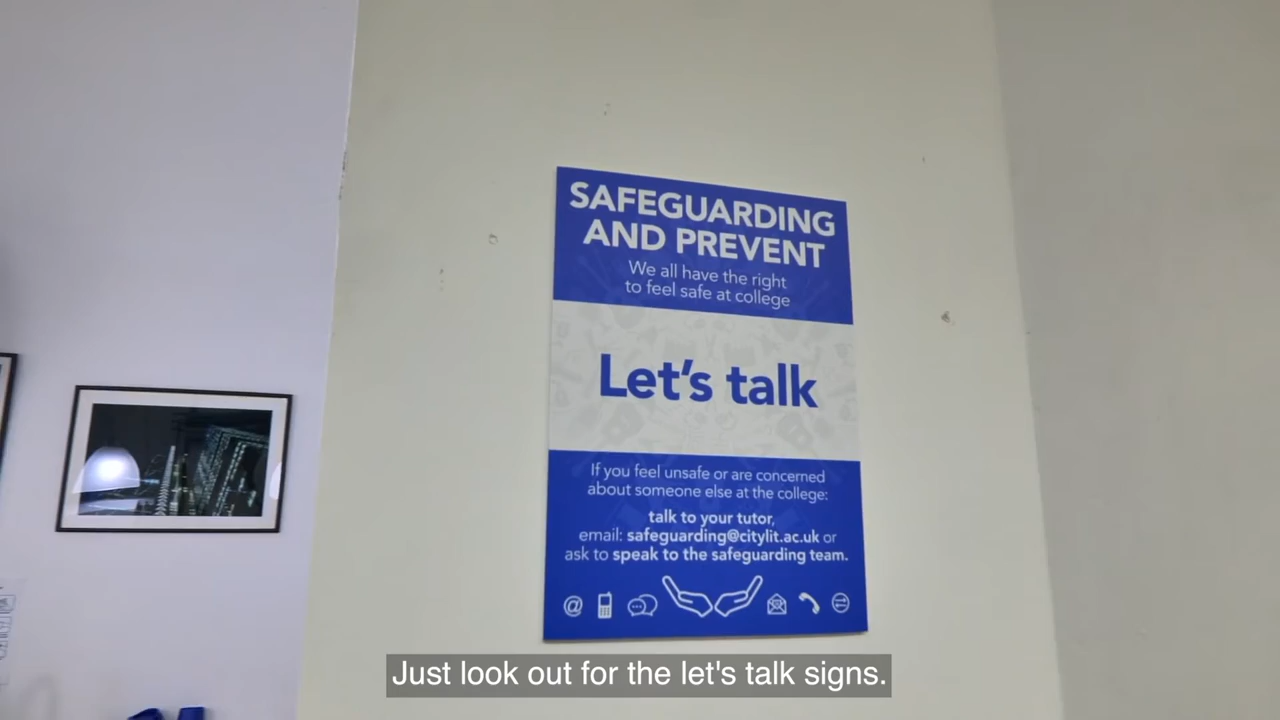 SAFEGUARDING
AND PREVENT
We all have the right
to feel safe at college
Let's talk
If you feel unsafe or are concerned
about someone else at the college:
talk to your tutor,
email: safeguarding@citylit.ac.uk or
ask to speak to the safeguarding team.
@
Just look out for the let's talk signs.